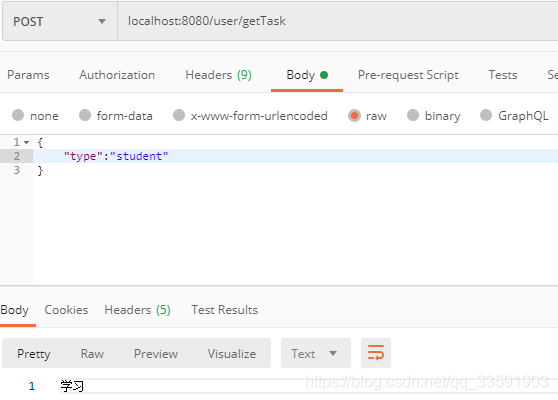 POST localhost:8080/user/getTask
Params Authorization Headers (9) Body Pre-request Script Tests Se
none form-data x-www-form-urlencoded raw binary GraphQL
1 {
2 "type":"student"
3 }
Body Cookies Headers (5) Test Results
Pretty Raw Preview Visualize Text
1 学习
https://blog.csdn.net/qq_33591903